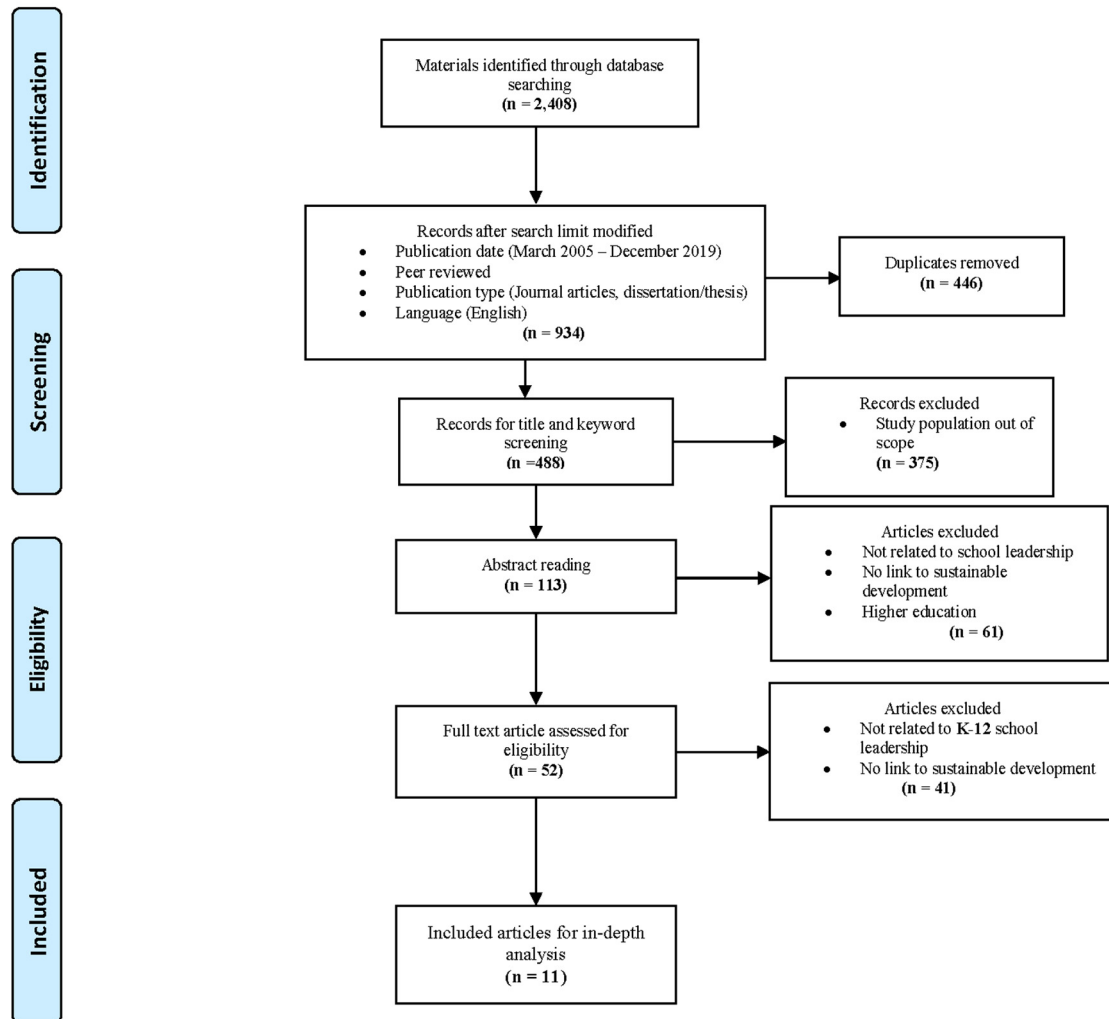 Identification
Materials identified through database
searching
(n = 2,408)
Records after search limit modified
• Publication date (March 2005 – December 2019)
• Peer reviewed
• Publication type (Journal articles, dissertation/thesis)
• Language (English)
(n = 934)
Duplicates removed
(n = 446)
Screening
Records for title and keyword
screening
(n =488)
Records excluded
• Study population out of
scope
(n = 375)
Eligibility
Abstract reading
(n = 113)
Articles excluded
• Not related to school leadership
• No link to sustainable
development
• Higher education
(n = 61)
Full text article assessed for
eligibility
(n = 52)
Articles excluded
• Not related to K-12 school
leadership
• No link to sustainable development
(n = 41)
Included
Included articles for in-depth
analysis
(n = 11)